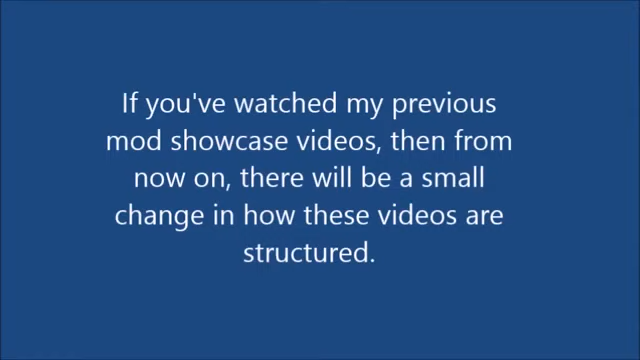 If you've watched my previous
mod showcase videos, then from
now on, there will be a small
change in how these videos are
structured.